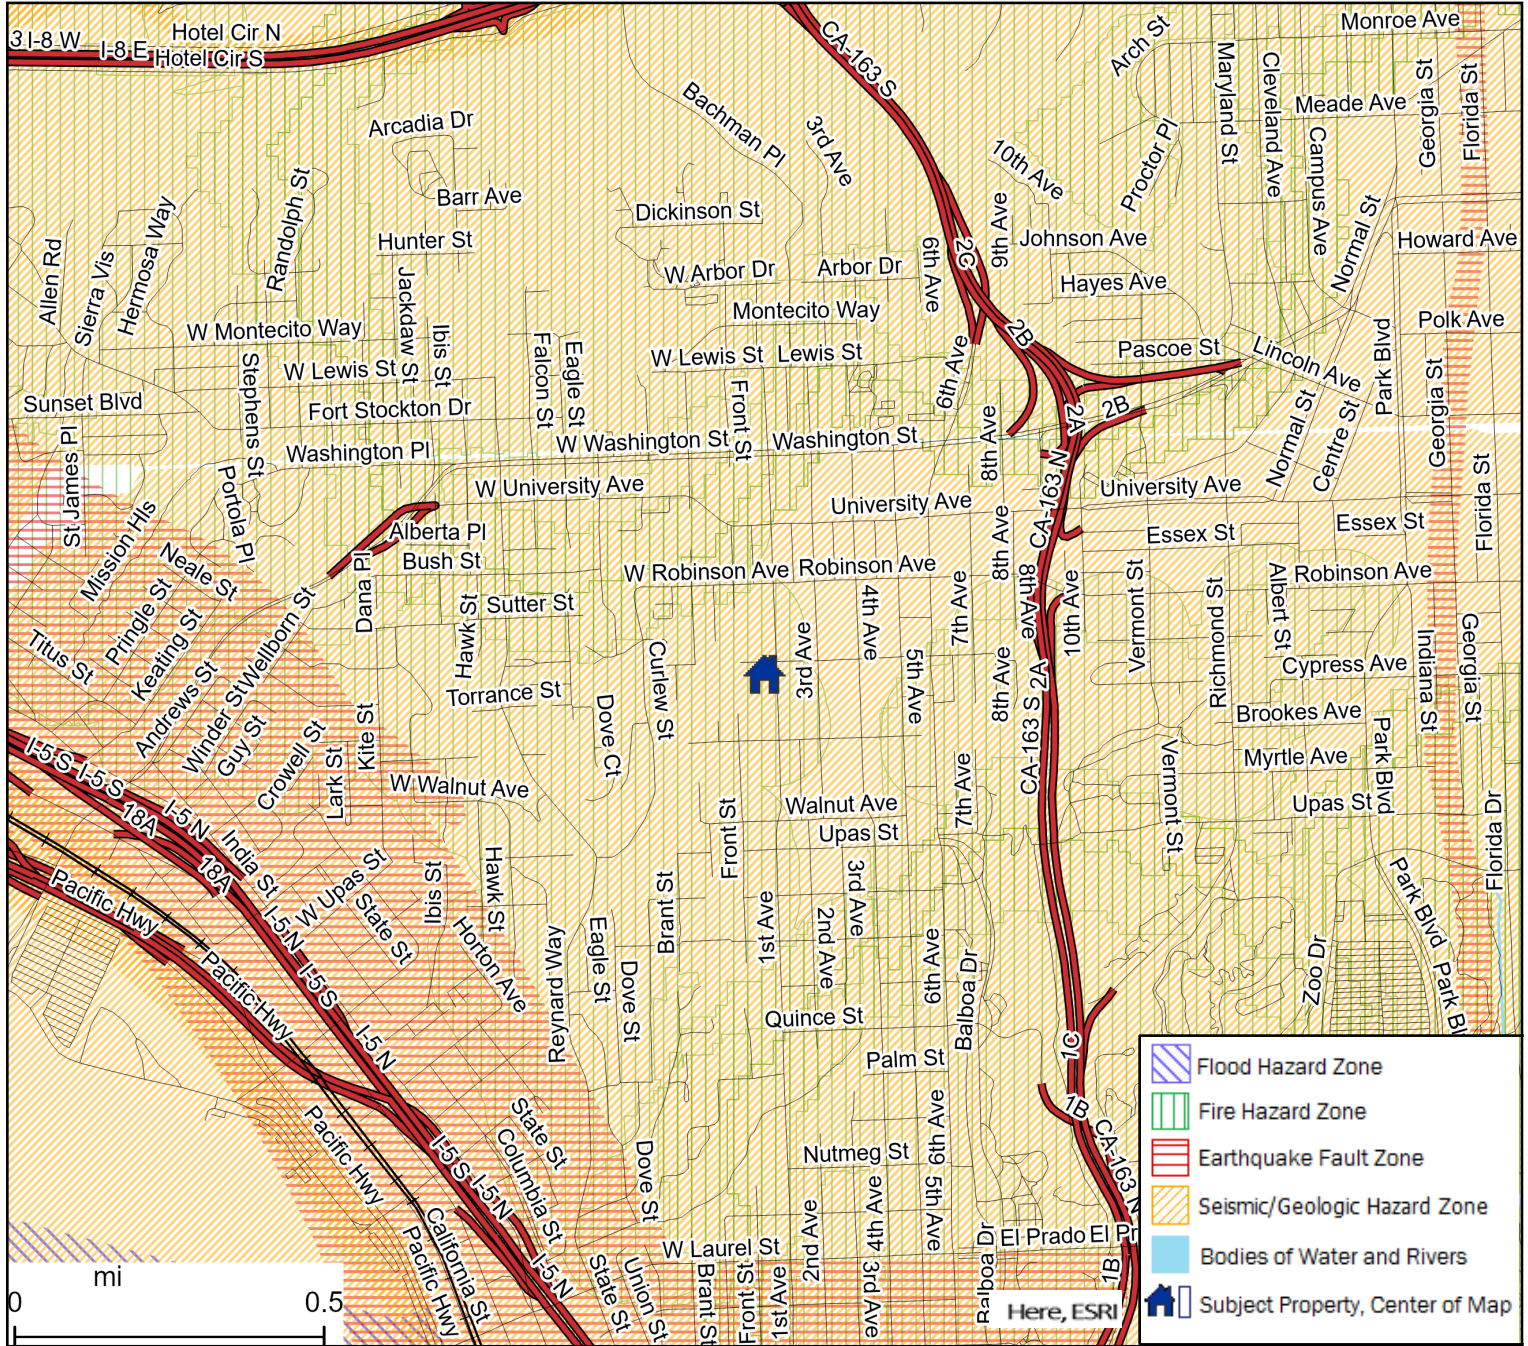 Hotel Cir N
3 I-8 W
I-8 E
Hotel Cir S
CA-163 S
Arch St
Monroe Ave
Maryland St
Cleveland Ave
Meade Ave
Georgia St
Florida St
Arcadia Dr
Bachman Pl
3rd Ave
10th Ave
Proctor Pl
Campus Ave
Randolph St
Barr Ave
Dickinson St
9th Ave
Normal St
Allen Rd
Sierra Vis
Hermosa Way
Hunter St
6th Ave
2C
Johnson Ave
Howard Ave
Jackdaw St
W Arbor Dr
Arbor Dr
Hayes Ave
Montecito Way
W Montecito Way
Ibis St
2B
Polk Ave
Falcon St
Eagle St
W Lewis St
Lewis St
Pascoe St
Lincoln Ave
Park Blvd
Stephens St
W Lewis St
6th Ave
Georgia St
Sunset Blvd
Fort Stockton Dr
Front St
2A
2B
Normal St
Centre St
St James Pl
Washington Pl
W Washington St
Washington St
8th Ave
CA-163 N
Portola Pl
W University Ave
University Ave
University Ave
Florida St
Mission Hls
Alberta Pl
8th Ave
Essex St
Essex St
Neale St
Dana Pl
Bush St
W Robinson Ave
Robinson Ave
8th Ave
Robinson Ave
Pringle St
Keating St
Wellborn St
Hawk St
Sutter St
4th Ave
7th Ave
10th Ave
Vermont St
Richmond St
Albert St
Titus St
Curlew St
3rd Ave
5th Ave
8th Ave
2A
Cypress Ave
Indiana St
Georgia St
Andrews St
Winder St
Guy St
Torrance St
Dove Ct
CA-163 S
Brookes Ave
I-5 S
I-5 S
Crowell St
Lark St
Kite St
W Walnut Ave
7th Ave
Vermont St
Myrtle Ave
Park Blvd
18A
I-5 N
Front St
Walnut Ave
Upas St
Upas St
Florida Dr
18A
India St
W Upas St
State St
Ibis St
Hawk St
Brant St
1st Ave
3rd Ave
2nd Ave
Park Blvd
Pacific Hwy
I-5 N
Horton Ave
Reynard Way
Eagle St
Dove St
6th Ave
Balboa Dr
Zoo Dr
Park Bl
Pacific Hwy
I-5 S
I-5 N
Quince St
Palm St
1C
Flood Hazard Zone
Fire Hazard Zone
Earthquake Fault Zone
Seismic/Geologic Hazard Zone
Bodies of Water and Rivers
Subject Property, Center of Map
Pacific Hwy
State St
Columbia St
Dove St
Nutmeg St
6th Ave
1B
CA-163 N
I-5 S
I-5 N
2nd Ave
4th Ave
5th Ave
California St
Pacific Hwy
I-5 N
State St
Union St
W Laurel St
Brant St
Front St
1st Ave
3rd Ave
Balboa Dr
El Prado
El Pr
1B
mi
0
0.5
Here, ESRI